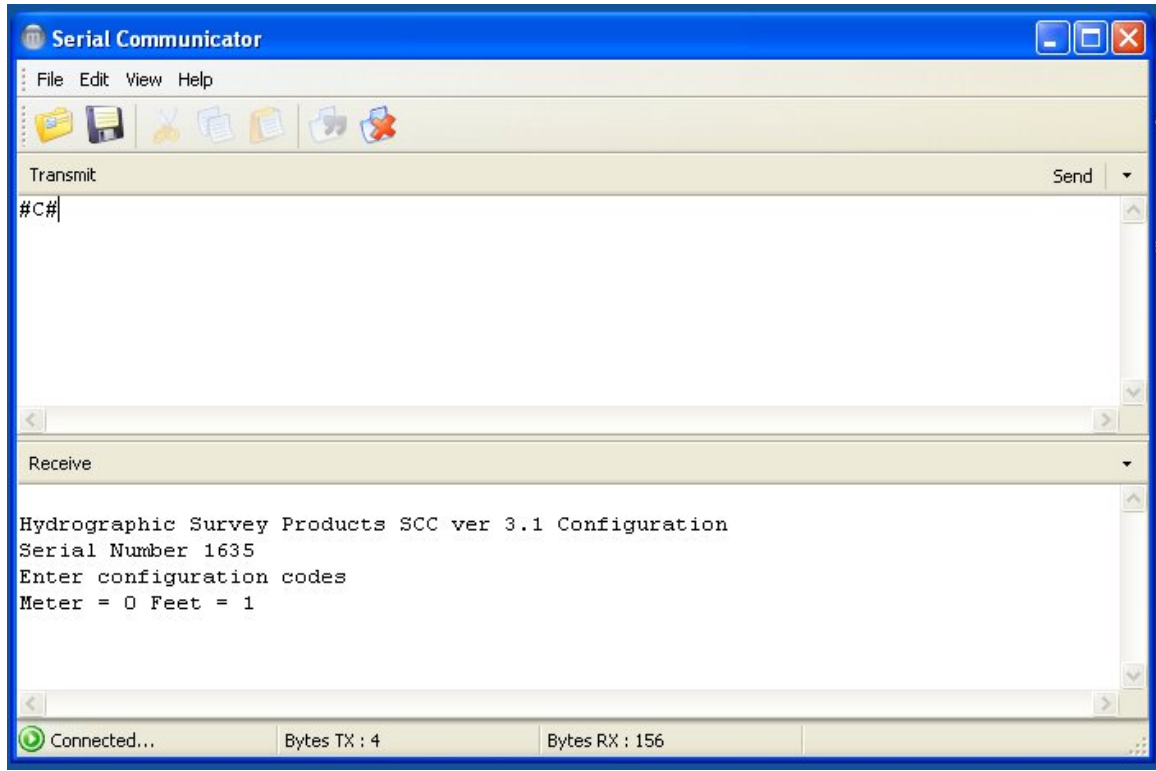 Serial Communicator
File Edit View Help
Transmit Send
#C#
Receive
Hydrographic Survey Products SCC ver 3.1 Configuration
Serial Number 1635
Enter configuration codes
Meter = 0 Feet = 1
Connected... Bytes TX : 4 Bytes RX : 156